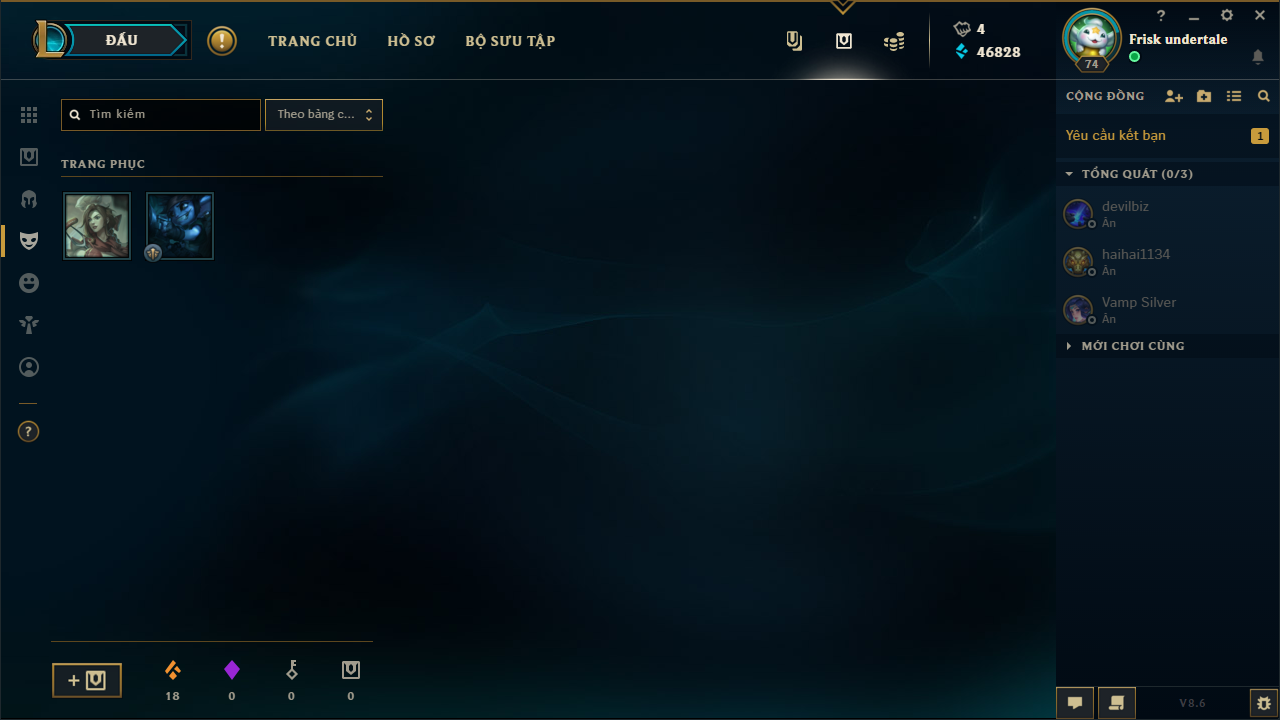 ĐẤU
!
TRANG CHỦ
HỒ SƠ
BỘ SƯU TẬP
4
46828
?
74
Frisk undertale
Tìm kiếm
Theo bảng c...
TRANG PHỤC
?
18
0
0
0
CỘNG ĐỒNG
Yêu cầu kết bạn
1
TỔNG QUÁT (0/3)
devilbiz
Ẩn
haihai1134
Ẩn
Vamp Silver
Ẩn
MỚI CHƠI CÙNG
V8.6